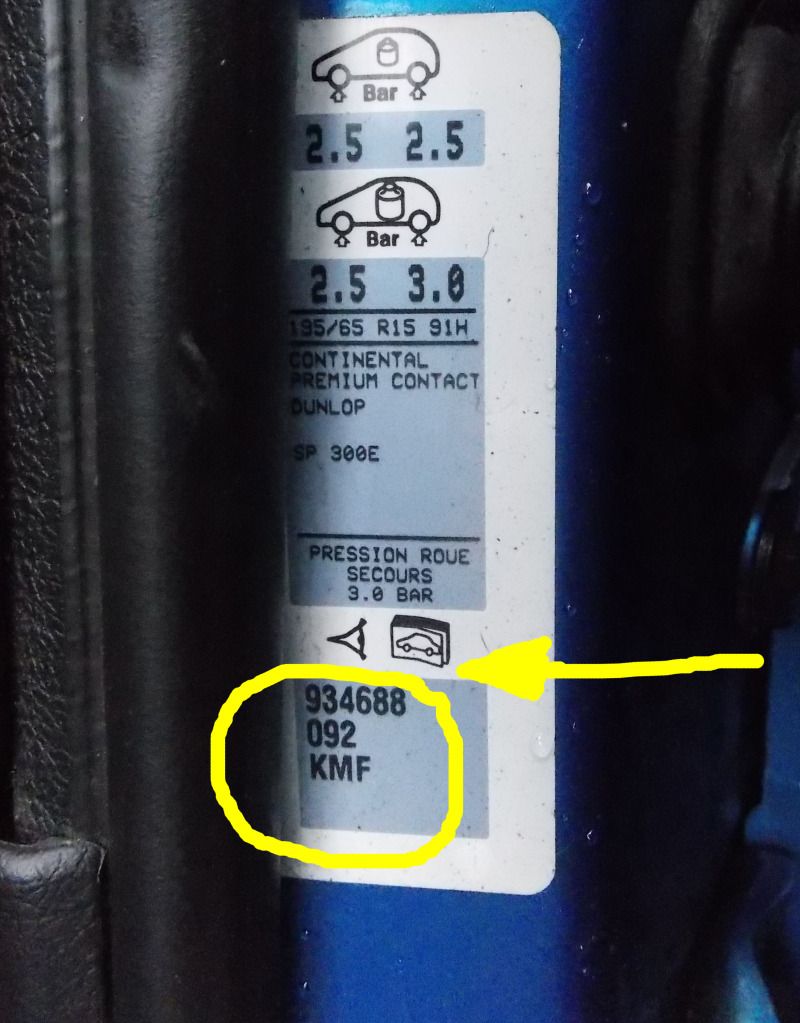 Bar
2.5 2.5
Bar
2.5 3.0
195/65 R15 91H
CONTINENTAL
PREMIUM CONTACT
DUNLOP
SP 300E
PRESSION ROUE
SECOURS
3.0 BAR
934688
092
KMF